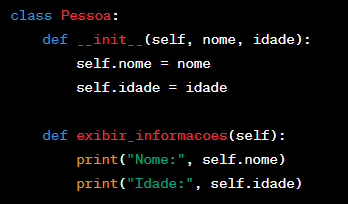 class Pessoa:
    def __init__(self, nome, idade):
        self.nome = nome
        self.idade = idade

    def exibir_informacoes(self):
        print("Nome:", self.nome)
        print("Idade:", self.idade)